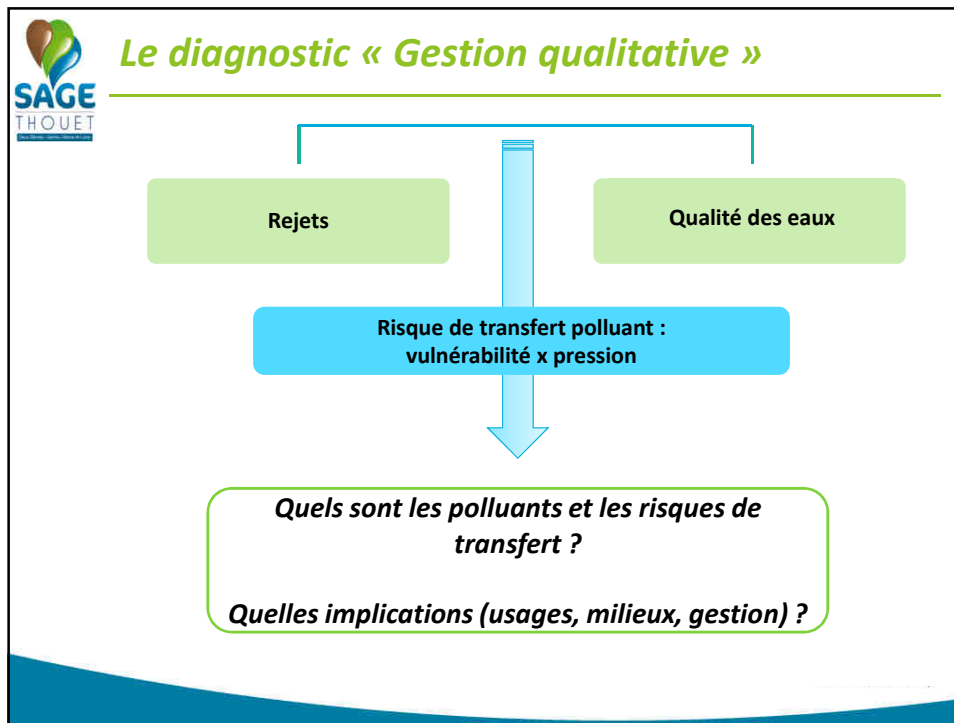 Le diagnostic « Gestion qualitative »
SAGE
THOUET
Rejets
Qualité des eaux
Risque de transfert polluant :
vulnérabilité x pression
Quels sont les polluants et les risques de
transfert ?
Quelles implications (usages, milieux, gestion) ?